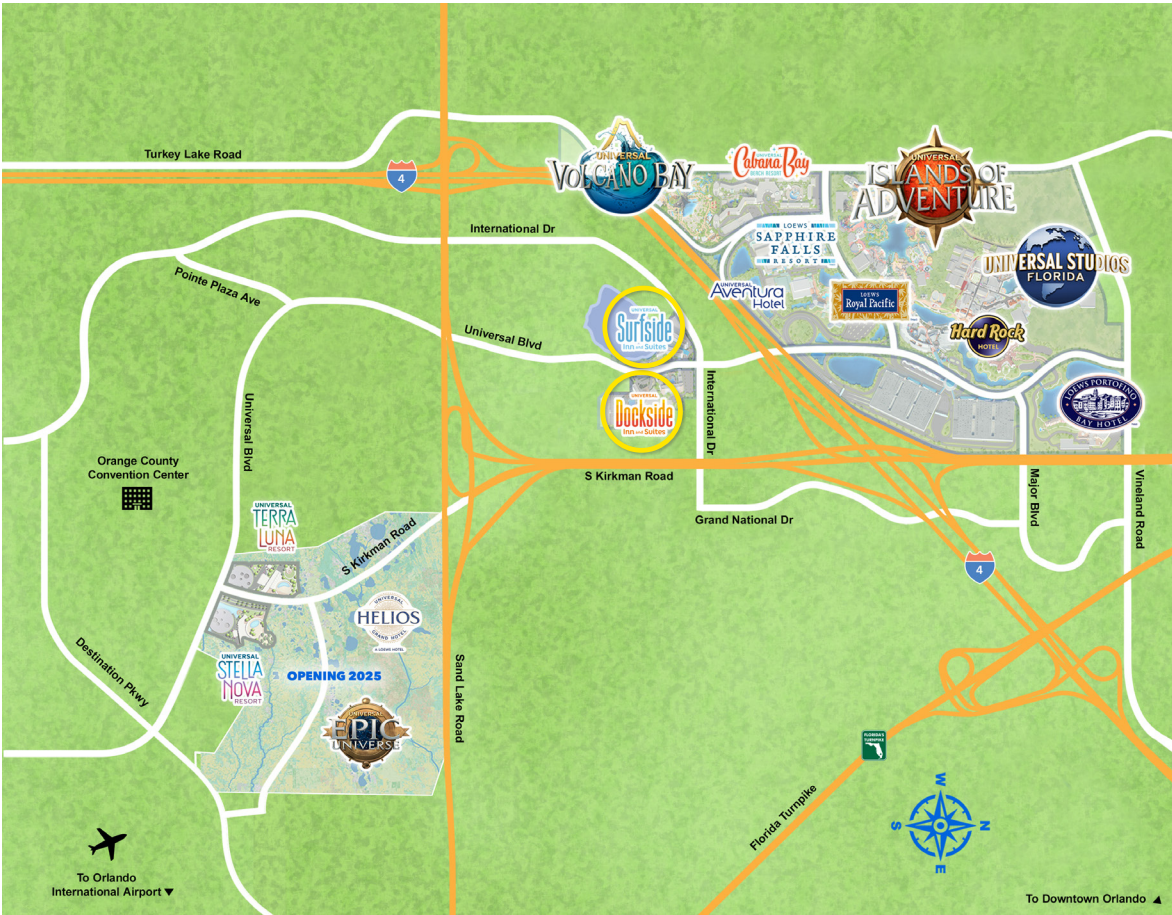 Turkey Lake Road
4
UNIVERSAL
VOLCANO BAY
UNIVERSAL
Cabana Bay
BEACH RESORT
UNIVERSAL
ISLANDS OF
ADVENTURE
International Dr
LOEWS
SAPPHIRE
FALLS
RESORT
UNIVERSAL STUDIOS
FLORIDA
Pointe Plaza Ave
UNIVERSAL
Aventura
Hotel
LOEWS
Royal Pacific
UNIVERSAL
Surfside
Inn and Suites
Universal Blvd
Hard Rock
HOTEL
UNIVERSAL
Dockside
Inn and Suites
International Dr
LOEWS PORTOFINO
BAY HOTEL
Universal Blvd
Orange County
Convention Center
S Kirkman Road
Grand National Dr
Major Blvd
Vineland Road
UNIVERSAL
TERRA
LUNA
RESORT
S Kirkman Road
4
UNIVERSAL
HELIOS
GRAND HOTEL
A LOEWS HOTEL
Destination Pkwy
UNIVERSAL
STELLA
NOVA
RESORT
OPENING 2025
Sand Lake Road
UNIVERSAL
EPIC
UNIVERSE
FLORIDA'S
TURNPIKE
Florida Turnpike
W
S
N
E
To Orlando
International Airport ▼
To Downtown Orlando ▲